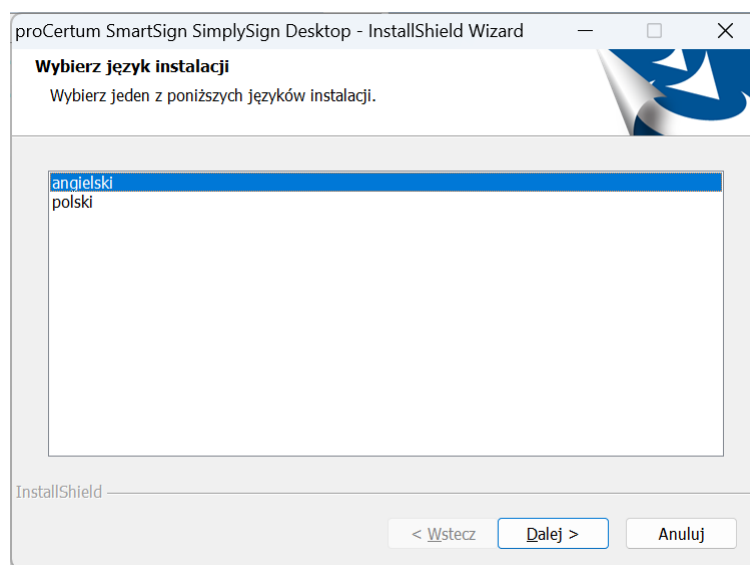 proCertum SmartSign SimplySign Desktop - InstallShield Wizard
Wybierz język instalacji
Wybierz jeden z poniższych języków instalacji.
angielski
polski
InstallShield
< Wstecz Dalej > Anuluj